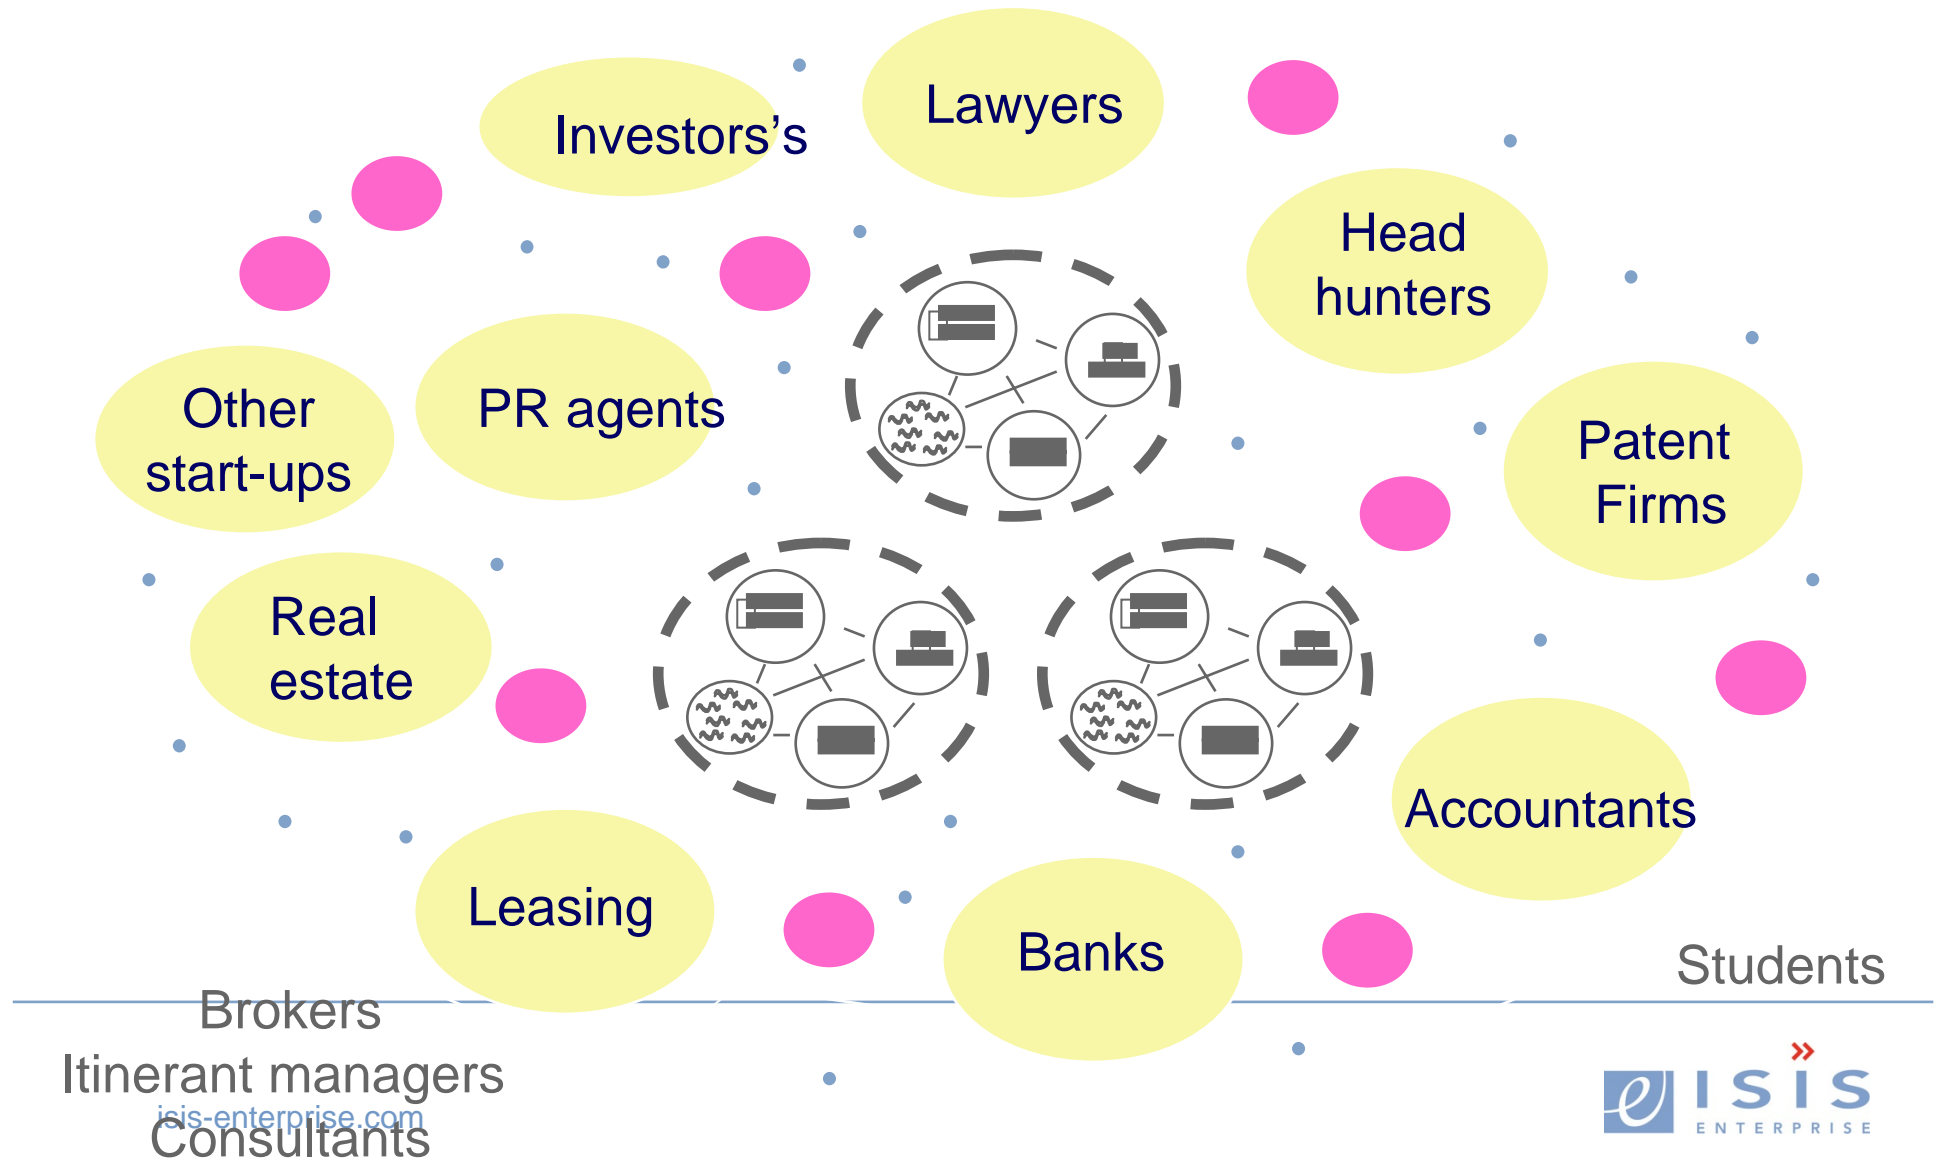 Lawyers
Investors's
Head
hunters
Other
start-ups
PR agents
Patent
Firms
Real
estate
Accountants
Leasing
Banks
Students
Brokers
Itinerant managers
isis-enterprise.com
Consultants
e ISIS
ENTERPRISE